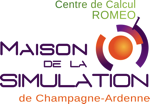 Centre de Calcul
ROMEO
MAISON
DE LA
SIMULATION
de Champagne-Ardenne